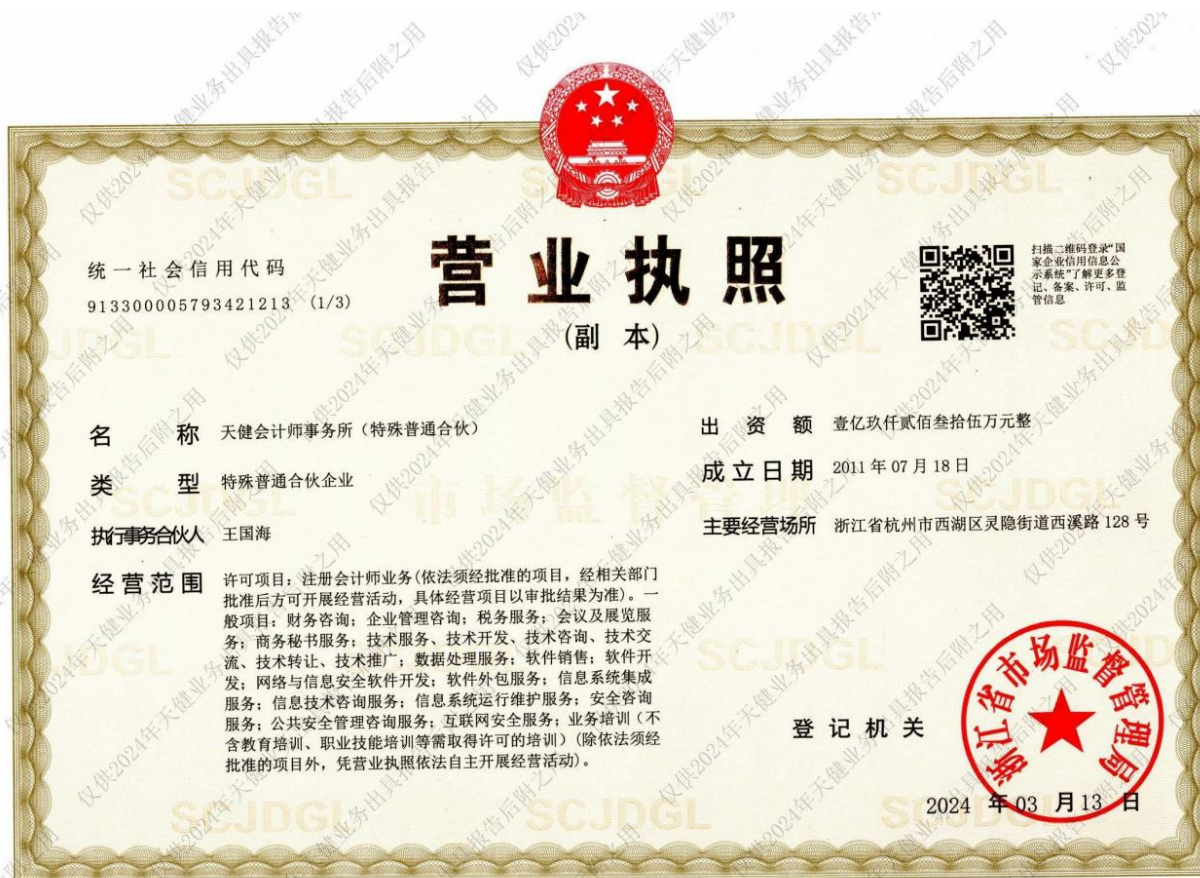 统一社会信用代码
913300005793421213 (1/3)
营业执照
(副 本)
扫描二维码登录“国
家企业信用信息公
示系统”了解更多登
记、备案、许可、监
管信息
名 称 天健会计师事务所（特殊普通合伙）
类 型 特殊普通合伙企业
执行事务合伙人 王国海
经营范围 许可项目：注册会计师业务(依法须经批准的项目，经相关部门
批准后方可开展经营活动，具体经营项目以审批结果为准)。一
般项目：财务咨询；企业管理咨询；税务服务；会议及展览服
务；商务秘书服务；技术服务、技术开发、技术咨询、技术交
流、技术转让、技术推广；数据处理服务；软件销售；软件开
发；网络与信息安全软件开发；软件外包服务；信息系统集成
服务；信息技术咨询服务；信息系统运行维护服务；安全咨询
服务；公共安全管理咨询服务；互联网安全服务；业务培训（不
含教育培训、职业技能培训等需取得许可的培训）(除依法须经
批准的项目外，凭营业执照依法自主开展经营活动)。
出 资 额 壹亿玖仟贰佰叁拾伍万元整
成立日期 2011 年 07 月 18 日
主要经营场所 浙江省杭州市西湖区灵隐街道西溪路 128 号
登记机关
浙江省市场监督管理局
2024 年 03 月 13 日
SCJDGL
市场监督管理
仅供2024年天健业务出具报告后附之用